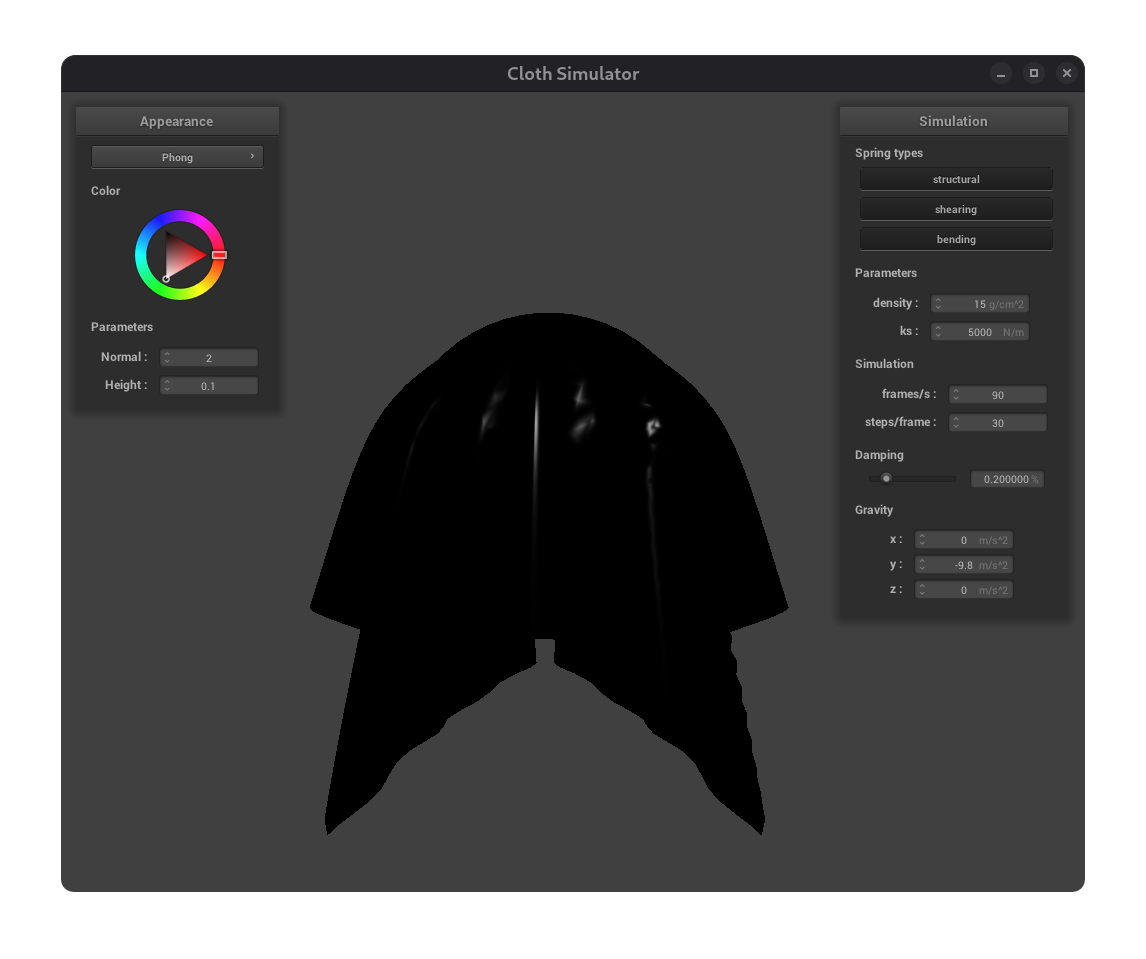 Cloth Simulator
Appearance
Phong
Color
Parameters
Normal : 2
Height : 0.1
Simulation
Spring types
structural
shearing
bending
Parameters
density : 15 g/cm^2
ks : 5000 N/m
Simulation
frames/s : 90
steps/frame : 30
Damping
0.200000 %
Gravity
x : 0 m/s^2
y : -9.8 m/s^2
z : 0 m/s^2